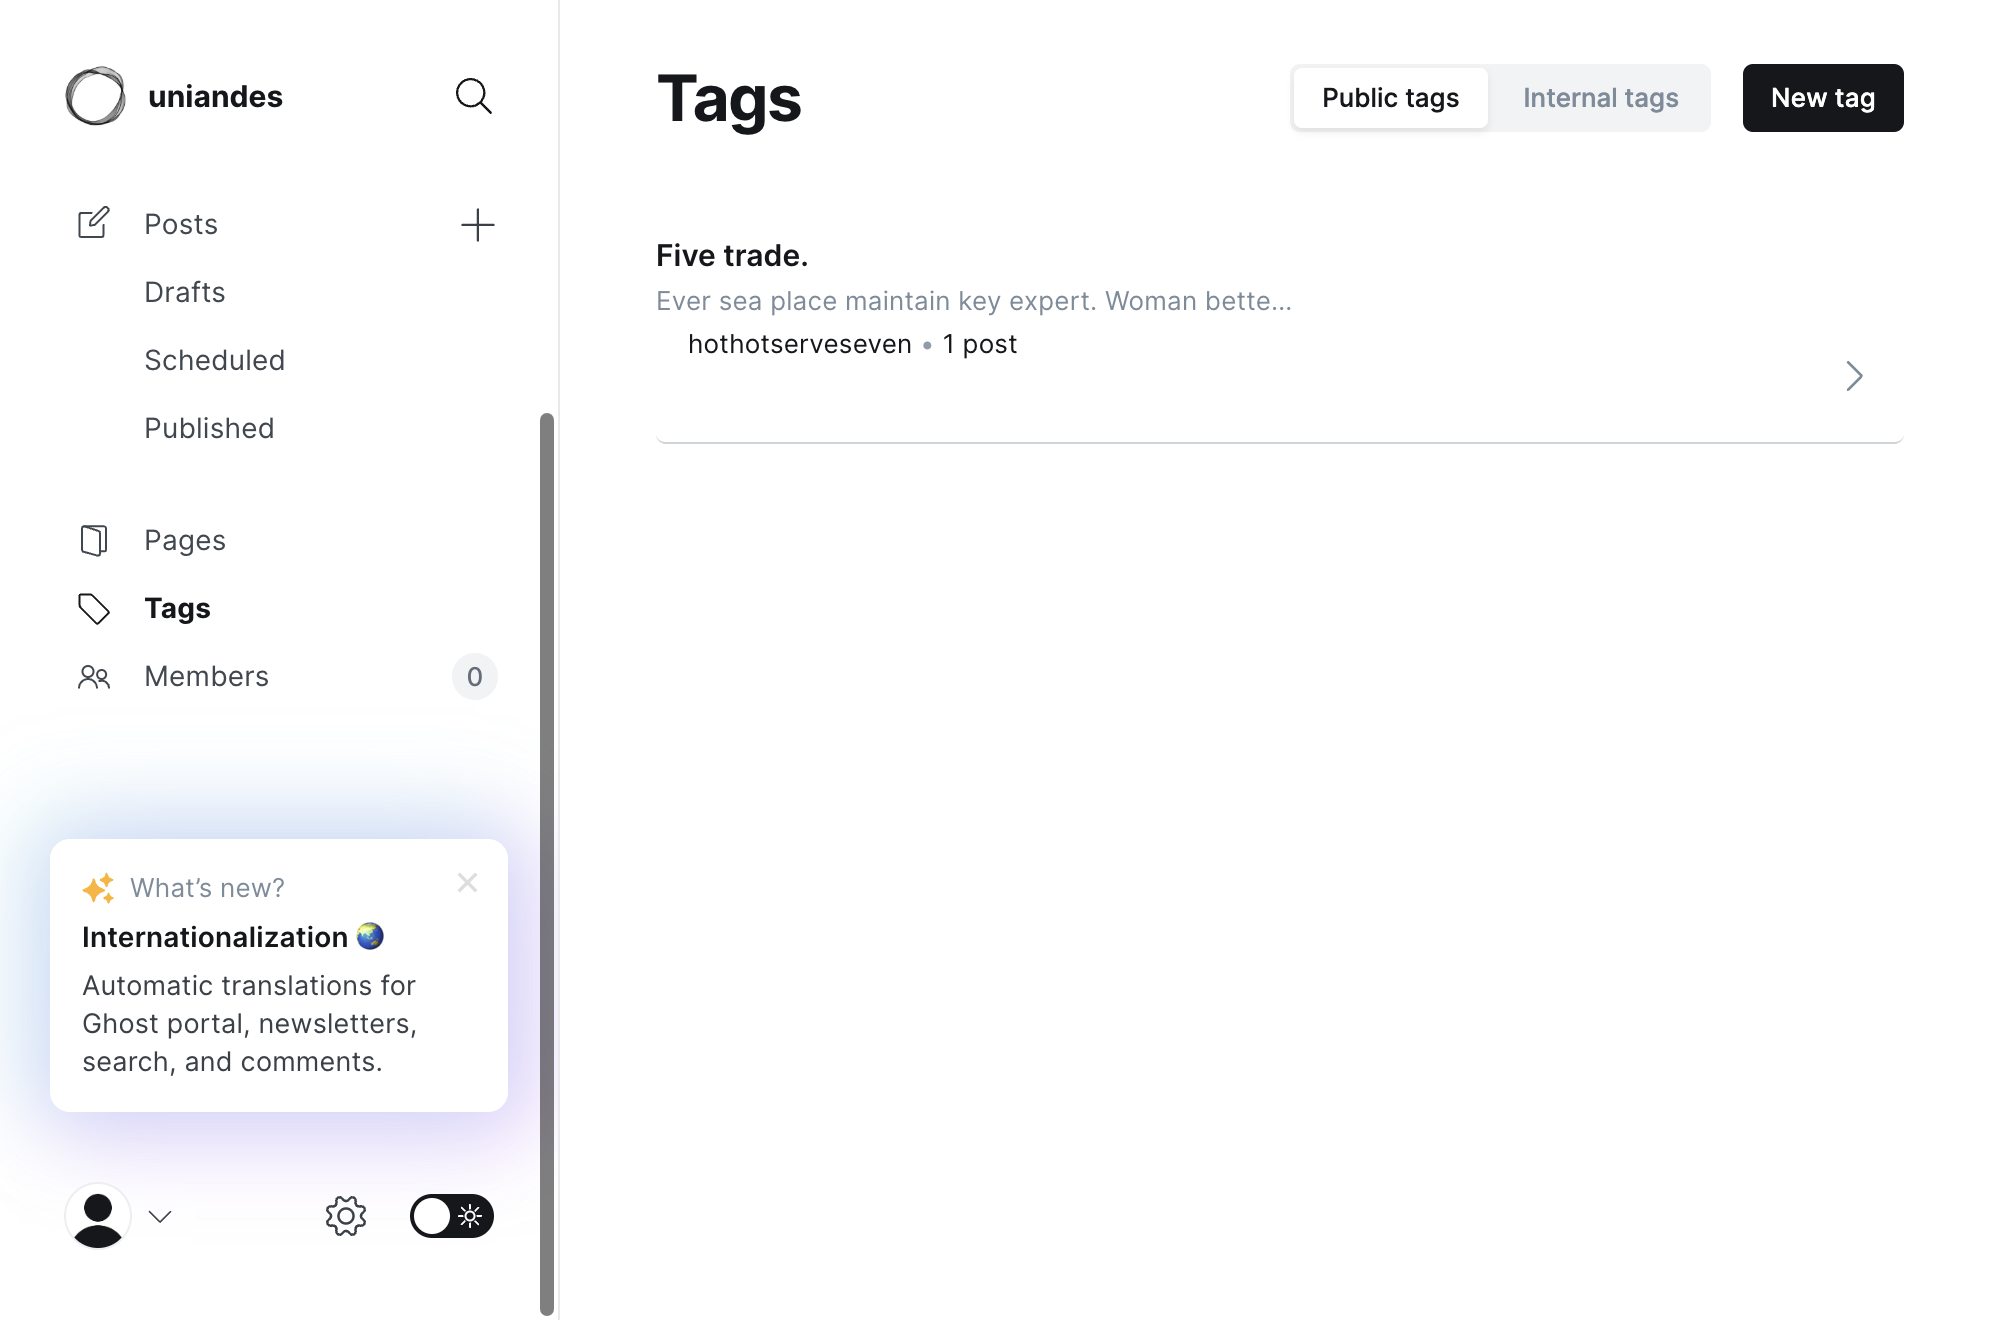 uniandes
Posts
Drafts
Scheduled
Published
Pages
Tags
Members
0
What’s new?
Internationalization 🌏
Automatic translations for
Ghost portal, newsletters,
search, and comments.
Tags
Public tags
Internal tags
New tag
Five trade.
Ever sea place maintain key expert. Woman bette...
hothotserveseven • 1 post